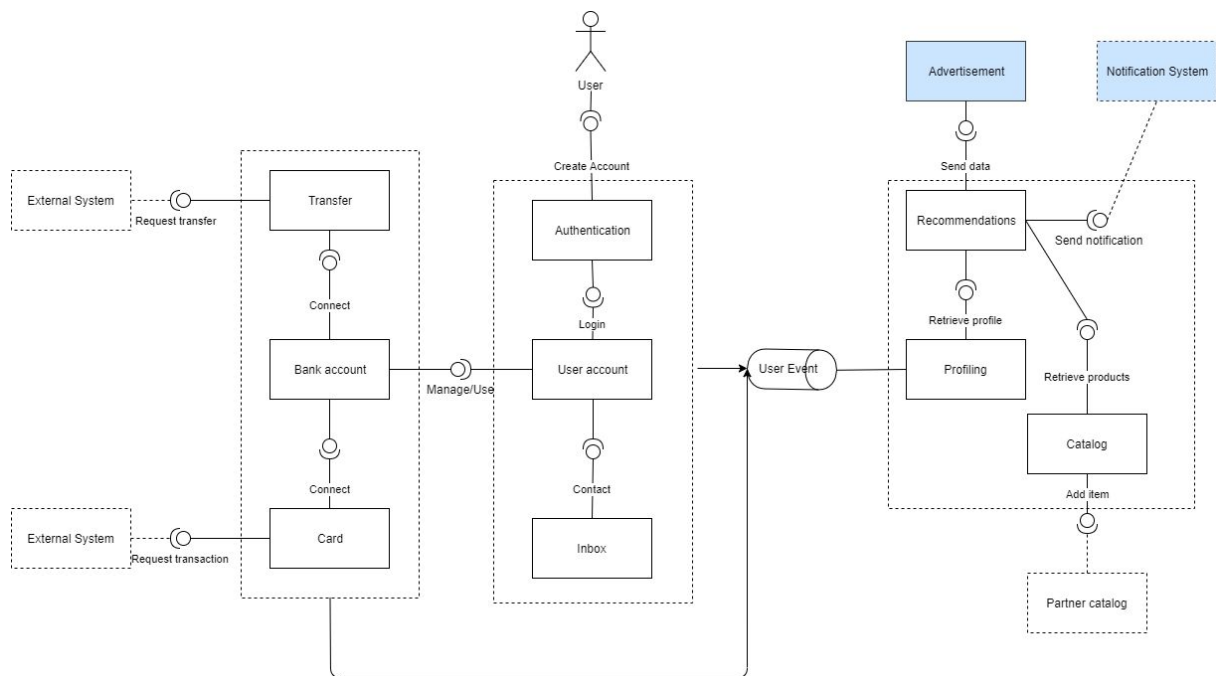 User
Advertisement
Notification System
Create Account
Send data
External System
Transfer
Request transfer
Authentication
Recommendations
Send notification
Connect
Login
Retrieve profile
Bank account
Manage/Use
User account
User Event
Profiling
Retrieve products
Catalog
Connect
Contact
Add item
External System
Request transaction
Card
Inbox
Partner catalog